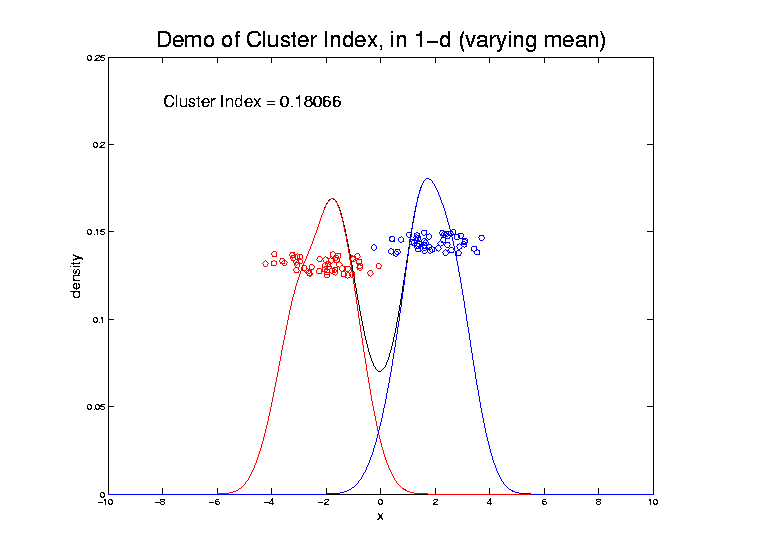 Demo of Cluster Index, in 1-d (varying mean)
0.25
Cluster Index = 0.18066
0.2
0.15
density
0.1
0.05
0
-10 -8 -6 -4 -2 0 2 4 6 8 10
x